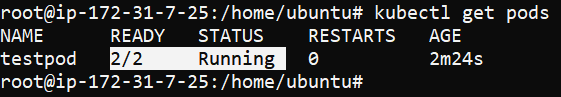 root@ip-172-31-7-25:/home/ubuntu# kubectl get pods
NAME READY STATUS RESTARTS AGE
testpod 2/2 Running 0 2m24s
root@ip-172-31-7-25:/home/ubuntu#